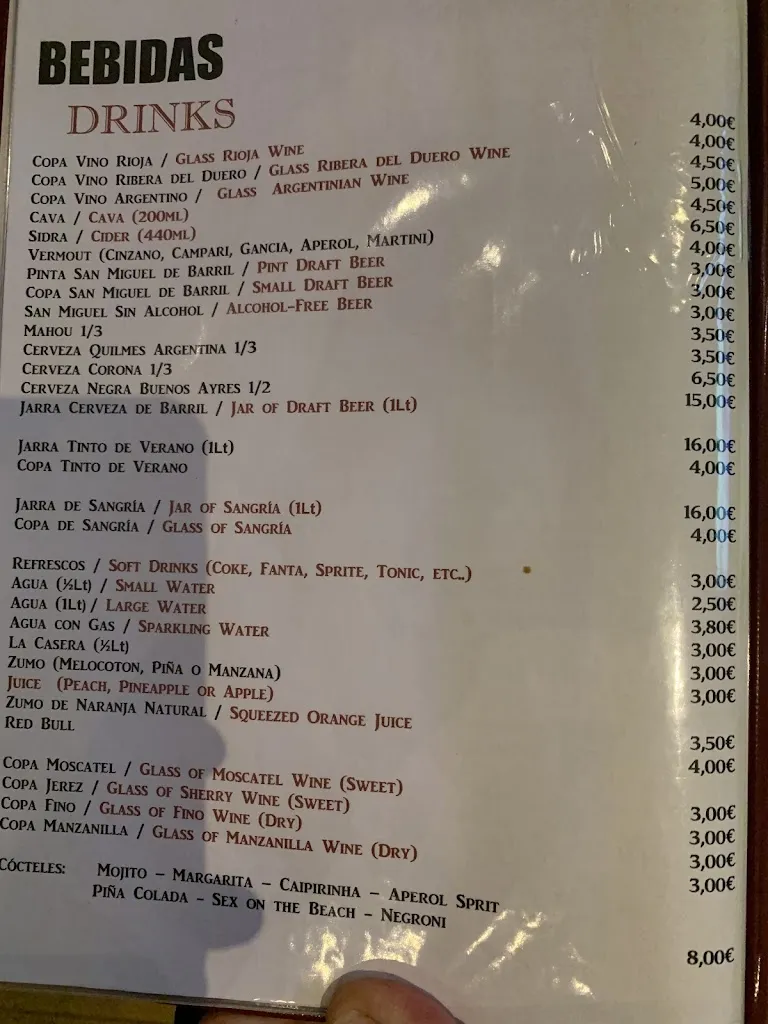 BEBIDAS
DRINKS
Copa Vino Rioja / Glass Rioja Wine 4,00€
Copa Vino Ribera del Duero / Glass Ribera del Duero Wine 4,00€
Copa Vino Argentino / Glass Argentinian Wine 4,50€
Cava / Cava (200ml) 5,00€
Sidra / Cider (440ml) 4,50€
Vermout (Cinzano, Campari, Gancia, Aperol, Martini) 6,50€
Pinta San Miguel de Barril / Pint Draft Beer 4,00€
Copa San Miguel de Barril / Small Draft Beer 3,00€
San Miguel Sin Alcohol / Alcohol-Free Beer 3,00€
Mahou 1/3 3,00€
Cerveza Quilmes Argentina 1/3 3,50€
Cerveza Corona 1/3 3,50€
Cerveza Negra Buenos Ayres 1/2 6,50€
Jarra Cerveza de Barril / Jar of Draft Beer (1Lt) 15,00€
Jarra Tinto de Verano (1Lt) 16,00€
Copa Tinto de Verano 4,00€
Jarra de Sangría / Jar of Sangría (1Lt) 16,00€
Copa de Sangría / Glass of Sangría 4,00€
Refrescos / Soft Drinks (Coke, Fanta, Sprite, Tonic, etc..) 3,00€
Agua (½Lt) / Small Water 2,50€
Agua (1Lt) / Large Water 3,80€
Agua con Gas / Sparkling Water 3,00€
La Casera (½Lt) 3,00€
Zumo (Melocoton, Piña o Manzana) 3,00€
Juice (Peach, Pineapple or Apple)
Zumo de Naranja Natural / Squeezed Orange Juice 3,50€
Red Bull 4,00€
Copa Moscatel / Glass of Moscatel Wine (Sweet) 3,00€
Copa Jerez / Glass of Sherry Wine (Sweet) 3,00€
Copa Fino / Glass of Fino Wine (Dry) 3,00€
Copa Manzanilla / Glass of Manzanilla Wine (Dry) 3,00€
Cócteles: Mojito – Margarita – Caipirinha – Aperol Sprit
Piña Colada – Sex on the Beach – Negroni 8,00€